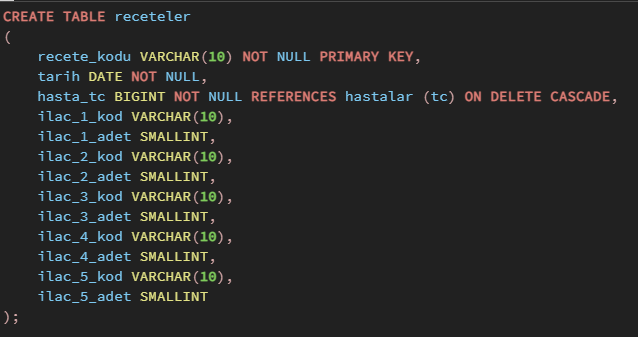 CREATE TABLE receteler
(
    recete_kodu VARCHAR(10) NOT NULL PRIMARY KEY,
    tarih DATE NOT NULL,
    hasta_tc BIGINT NOT NULL REFERENCES hastalar (tc) ON DELETE CASCADE,
    ilac_1_kod VARCHAR(10),
    ilac_1_adet SMALLINT,
    ilac_2_kod VARCHAR(10),
    ilac_2_adet SMALLINT,
    ilac_3_kod VARCHAR(10),
    ilac_3_adet SMALLINT,
    ilac_4_kod VARCHAR(10),
    ilac_4_adet SMALLINT,
    ilac_5_kod VARCHAR(10),
    ilac_5_adet SMALLINT
);